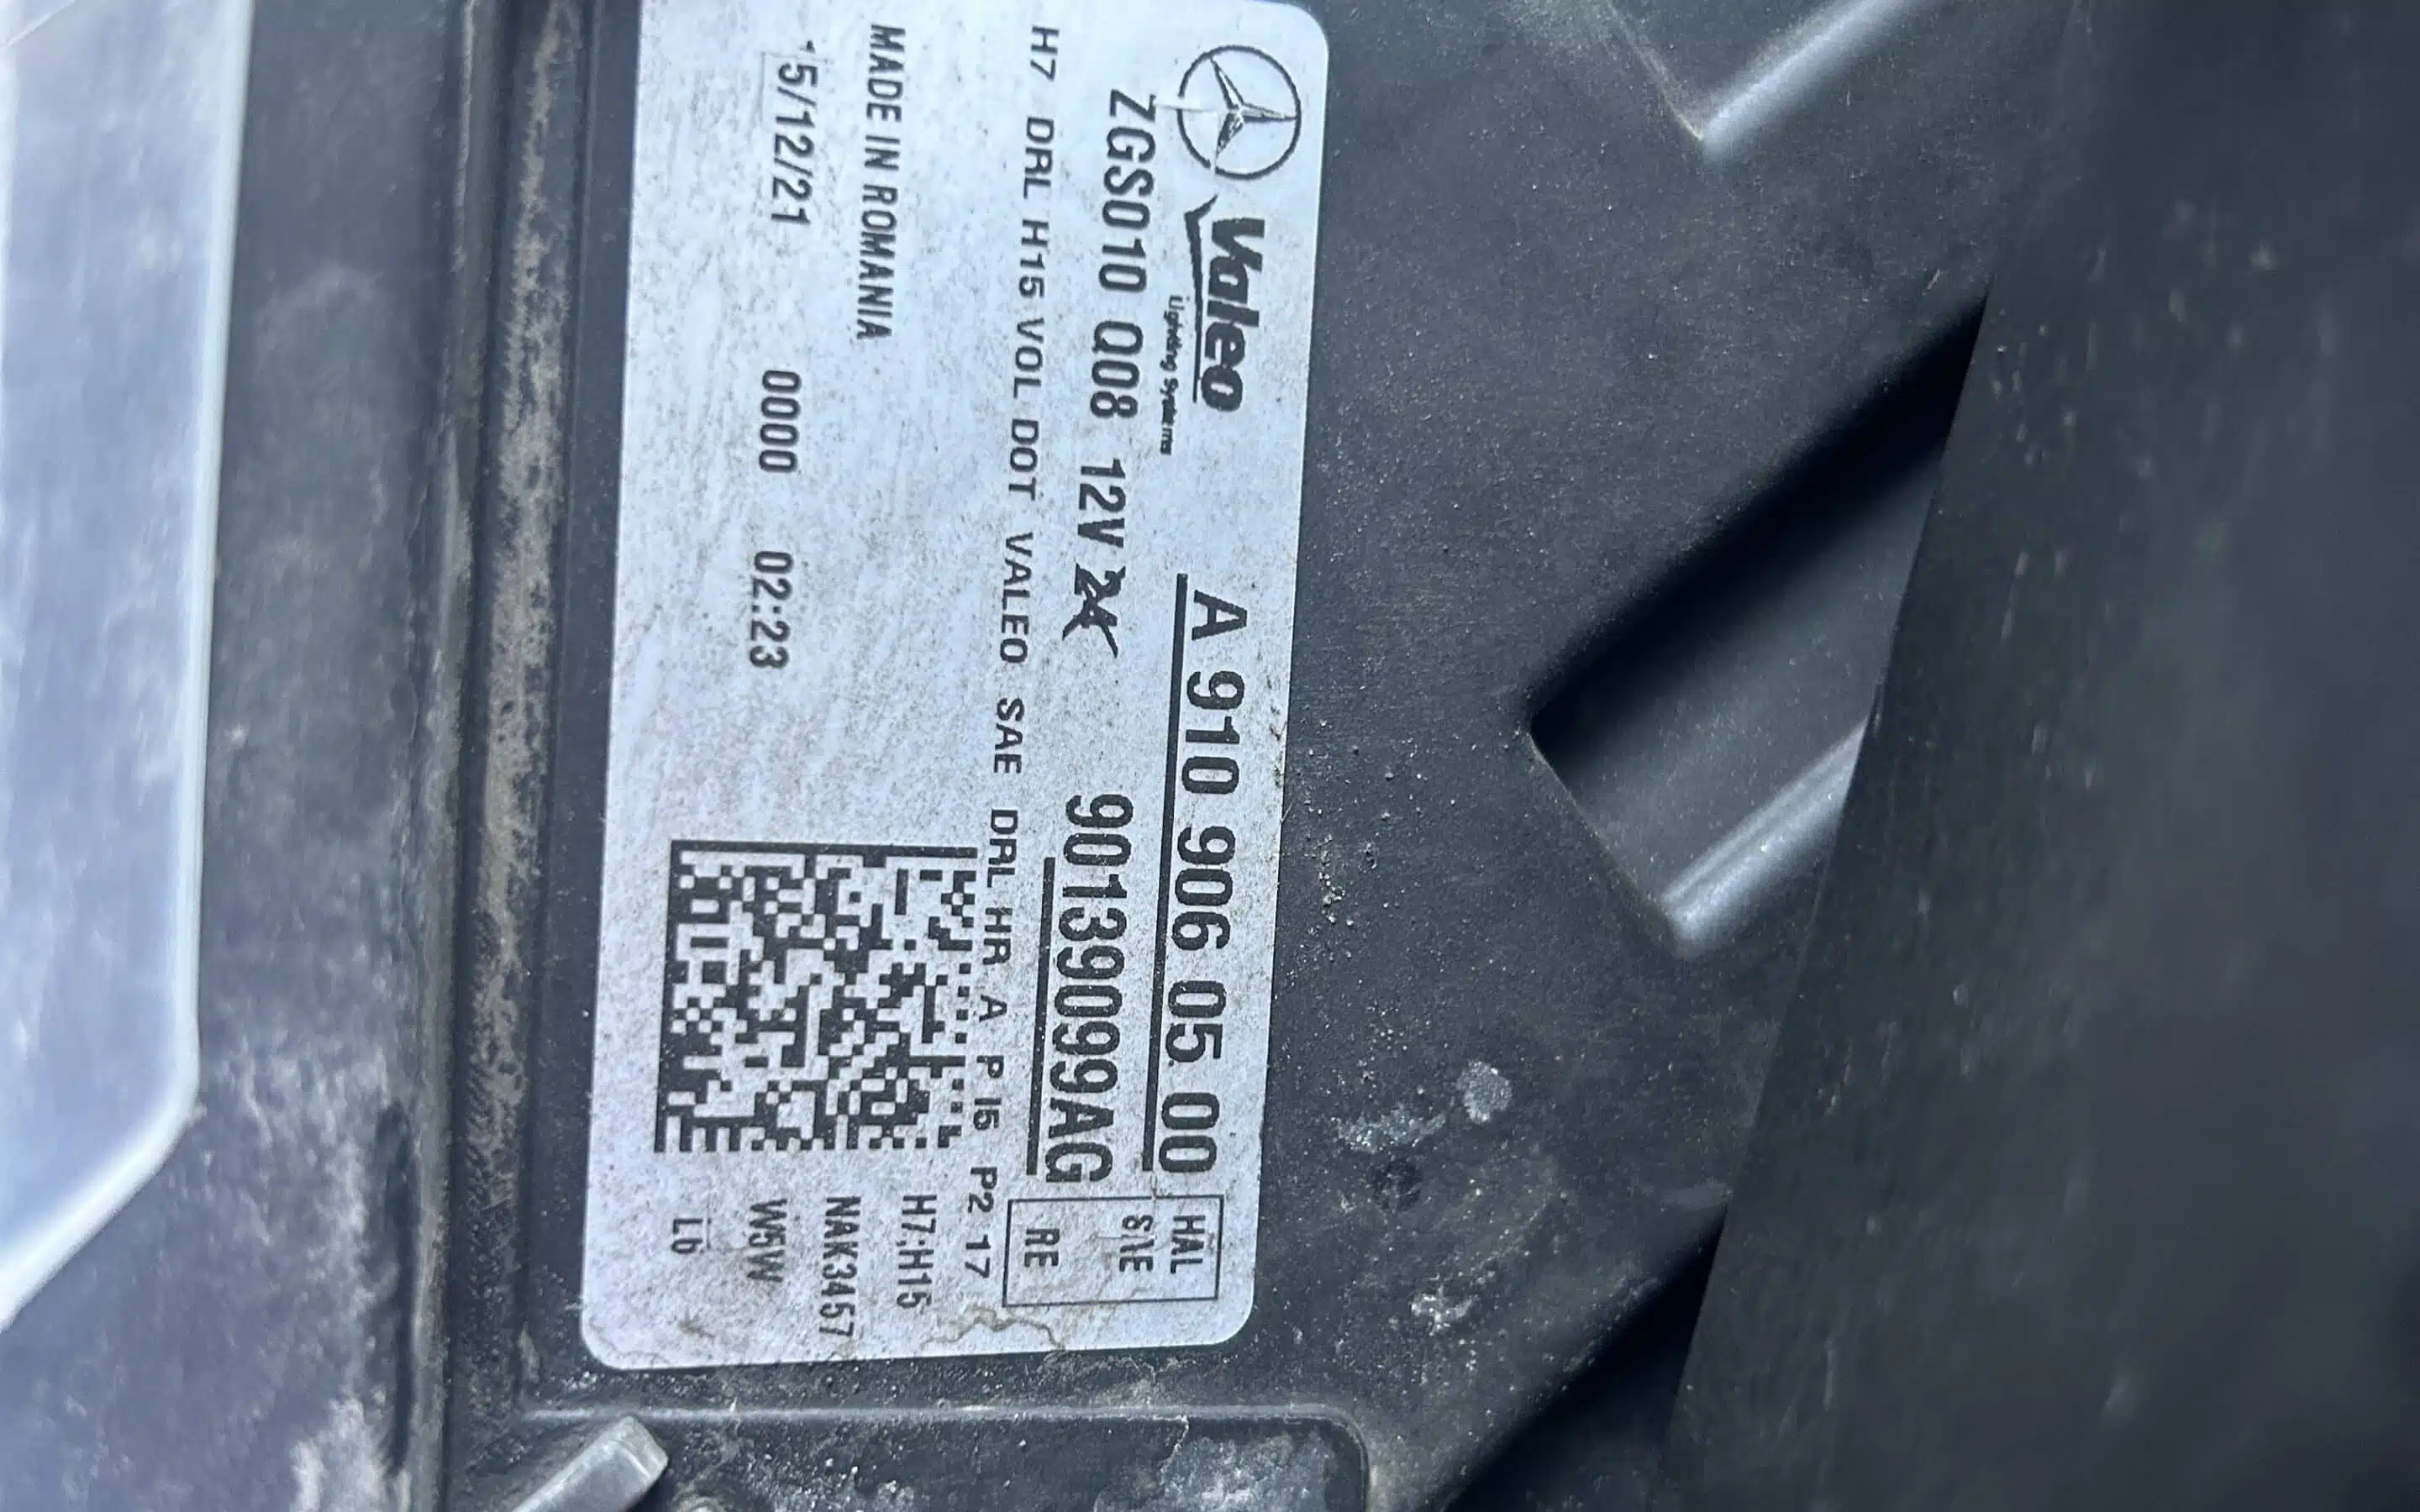 Valeo
Lighting Systems
A 910 906 05 00
HAL
SAE
ZGS010 Q08 12V
90139099AG
RE
H7 DRL H15 VOL DOT VALEO SAE DRL HR A P I5 P2 17
MADE IN ROMANIA
H7;H15
NAK3457
15/12/21 0000 02:23
W5W